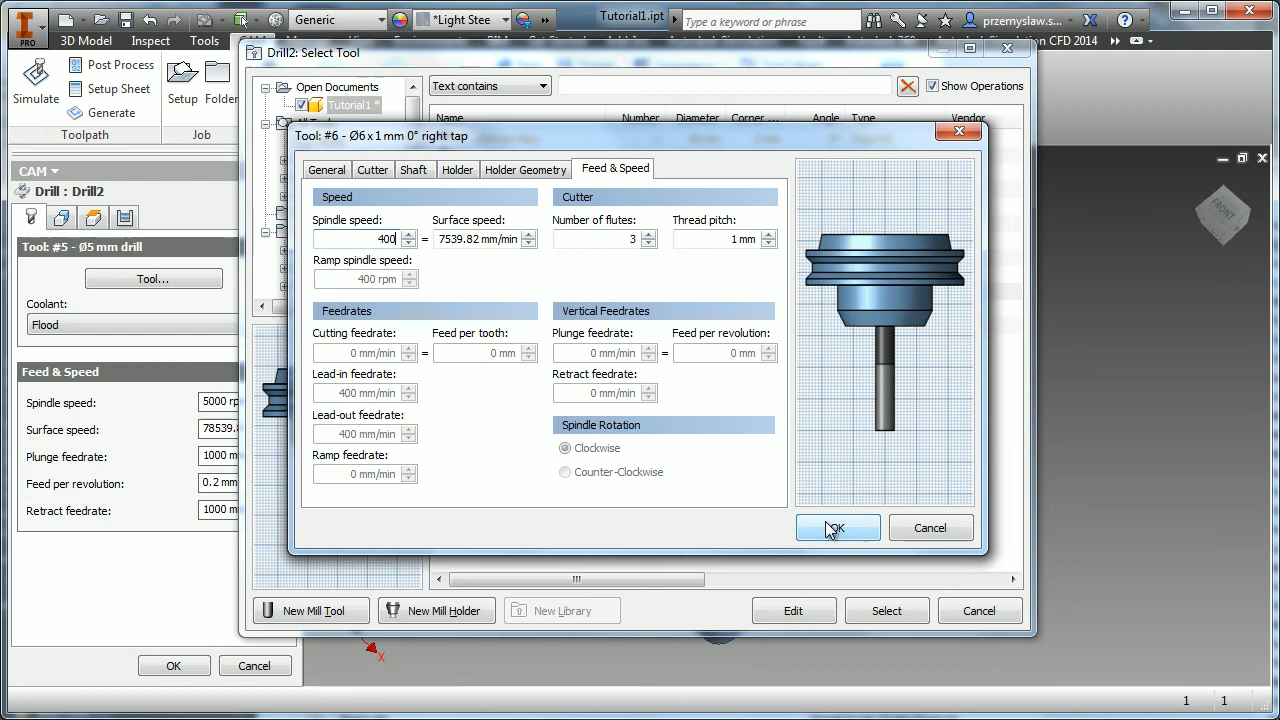 PRO
Generic
*Light Stee
Tutorial1.ipt
Type a keyword or phrase
przemyslaw.s...
3D Model
Inspect
Tools
Autodesk 360
Simulation CFD 2014
Simulate
Post Process
Setup Sheet
Generate
Toolpath
Setup
Folder
Job
CAM
Drill : Drill2
Tool: #5 - Ø5 mm drill
Tool...
Coolant:
Flood
Feed & Speed
Spindle speed:
5000 rp
Surface speed:
78539.8
Plunge feedrate:
1000 m
Feed per revolution:
0.2 mm
Retract feedrate:
1000 m
OK
Cancel
Drill2: Select Tool
Open Documents
Tutorial1 *
Text contains
Show Operations
Name
Number
Diameter
Corner ...
Angle
Type
Vendor
Tool: #6 - Ø6 x 1 mm 0° right tap
General
Cutter
Shaft
Holder
Holder Geometry
Feed & Speed
Speed
Spindle speed:
400
=
Surface speed:
7539.82 mm/min
Ramp spindle speed:
400 rpm
Cutter
Number of flutes:
3
Thread pitch:
1 mm
Feedrates
Cutting feedrate:
0 mm/min
=
Feed per tooth:
0 mm
Lead-in feedrate:
400 mm/min
Lead-out feedrate:
400 mm/min
Ramp feedrate:
0 mm/min
Vertical Feedrates
Plunge feedrate:
0 mm/min
=
Feed per revolution:
0 mm
Retract feedrate:
0 mm/min
Spindle Rotation
Clockwise
Counter-Clockwise
OK
Cancel
New Mill Tool
New Mill Holder
New Library
Edit
Select
Cancel
FRONT
X
1
1